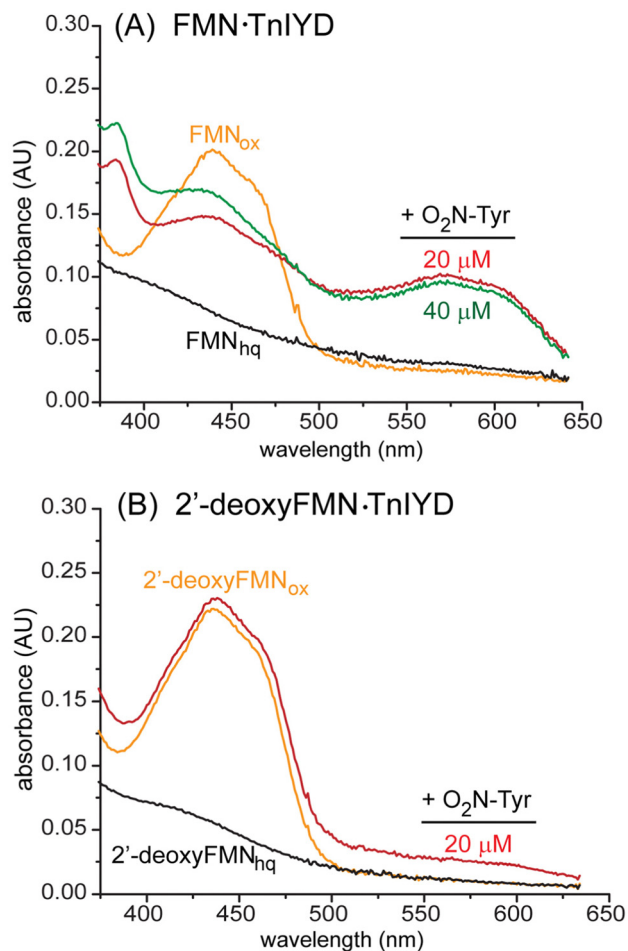 (A) FMN·TnIYD
0.30
0.25
0.20
0.15
0.10
0.05
0.00
absorbance (AU)
FMNox
+ O2N-Tyr
20 μM
40 μM
FMNhq
400 450 500 550 600 650
wavelength (nm)
(B) 2'-deoxyFMN·TnIYD
0.30
0.25
0.20
0.15
0.10
0.05
0.00
absorbance (AU)
2'-deoxyFMNox
+ O2N-Tyr
20 μM
2'-deoxyFMNhq
400 450 500 550 600 650
wavelength (nm)